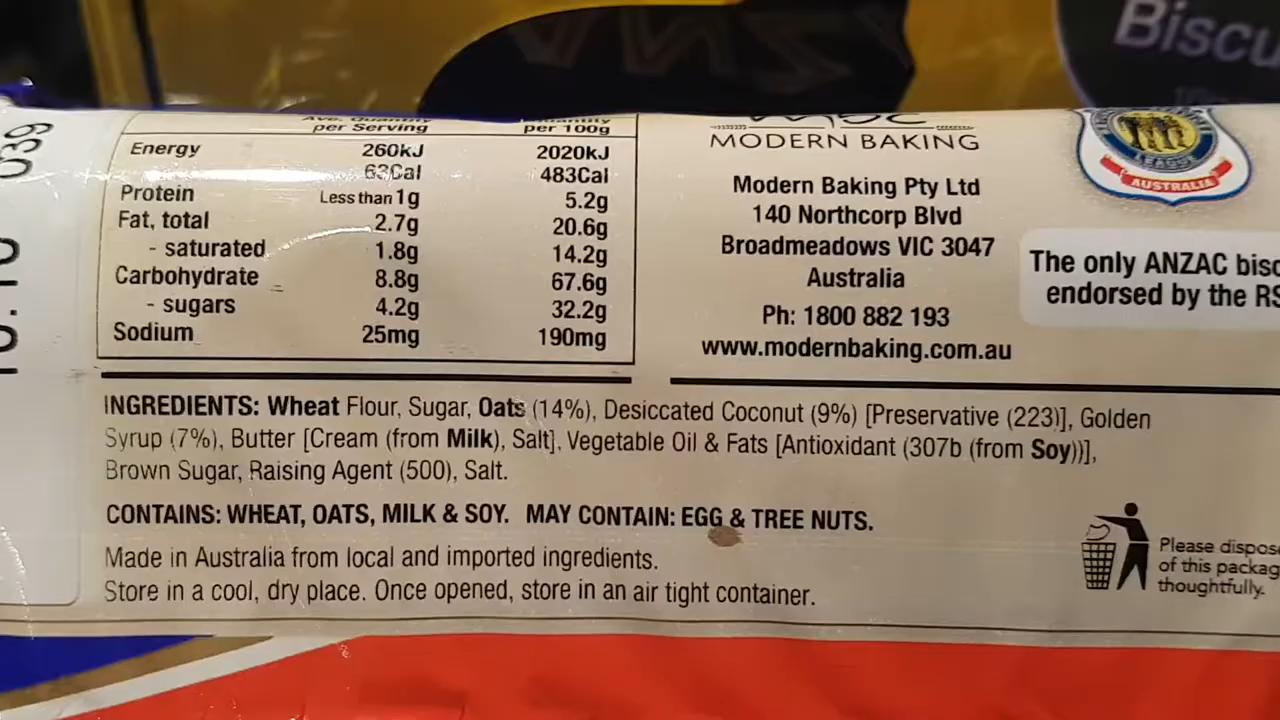 Biscu
039
per Serving per 100g
MODERN BAKING
LEAGUE
AUSTRALIA
Energy 260kJ 2020kJ
63Cal 483Cal
Protein Less than 1g 5.2g
Fat, total 2.7g 20.6g
- saturated 1.8g 14.2g
Carbohydrate 8.8g 67.6g
- sugars 4.2g 32.2g
Sodium 25mg 190mg
Modern Baking Pty Ltd
140 Northcorp Blvd
Broadmeadows VIC 3047
Australia
Ph: 1800 882 193
www.modernbaking.com.au
The only ANZAC bisc
endorsed by the RS
INGREDIENTS: Wheat Flour, Sugar, Oats (14%), Desiccated Coconut (9%) [Preservative (223)], Golden
Syrup (7%), Butter [Cream (from Milk), Salt], Vegetable Oil & Fats [Antioxidant (307b (from Soy))],
Brown Sugar, Raising Agent (500), Salt.
CONTAINS: WHEAT, OATS, MILK & SOY. MAY CONTAIN: EGG & TREE NUTS.
Made in Australia from local and imported ingredients.
Store in a cool, dry place. Once opened, store in an air tight container.
Please dispose
of this packag
thoughtfully.